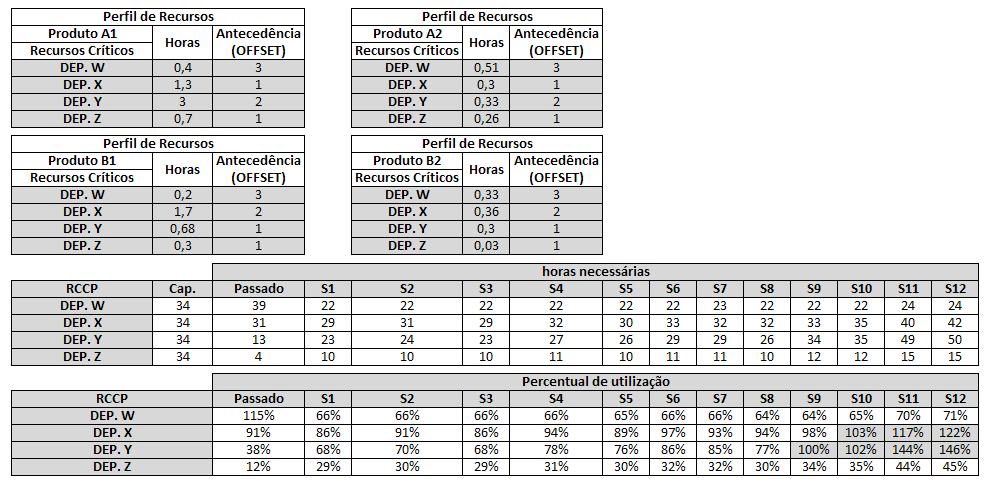 Perfil de Recursos
Produto A1 Horas Antecedência (OFFSET)
Recursos Críticos
DEP. W 0,4 3
DEP. X 1,3 1
DEP. Y 3 2
DEP. Z 0,7 1
Perfil de Recursos
Produto A2 Horas Antecedência (OFFSET)
Recursos Críticos
DEP. W 0,51 3
DEP. X 0,3 1
DEP. Y 0,33 2
DEP. Z 0,26 1
Perfil de Recursos
Produto B1 Horas Antecedência (OFFSET)
Recursos Críticos
DEP. W 0,2 3
DEP. X 1,7 2
DEP. Y 0,68 1
DEP. Z 0,3 1
Perfil de Recursos
Produto B2 Horas Antecedência (OFFSET)
Recursos Críticos
DEP. W 0,33 3
DEP. X 0,36 2
DEP. Y 0,3 1
DEP. Z 0,03 1
horas necessárias
RCCP Cap. Passado S1 S2 S3 S4 S5 S6 S7 S8 S9 S10 S11 S12
DEP. W 34 39 22 22 22 22 22 22 23 22 22 22 24 24
DEP. X 34 31 29 31 29 32 30 33 32 32 33 35 40 42
DEP. Y 34 13 23 24 23 27 26 29 29 26 34 35 49 50
DEP. Z 34 4 10 10 10 11 10 11 11 10 12 12 15 15
Percentual de utilização
RCCP Passado S1 S2 S3 S4 S5 S6 S7 S8 S9 S10 S11 S12
DEP. W 115% 66% 66% 66% 66% 65% 66% 66% 64% 64% 65% 70% 71%
DEP. X 91% 86% 91% 86% 94% 89% 97% 93% 94% 98% 103% 117% 122%
DEP. Y 38% 68% 70% 68% 78% 76% 86% 85% 77% 100% 102% 144% 146%
DEP. Z 12% 29% 30% 29% 31% 30% 32% 32% 30% 34% 35% 44% 45%